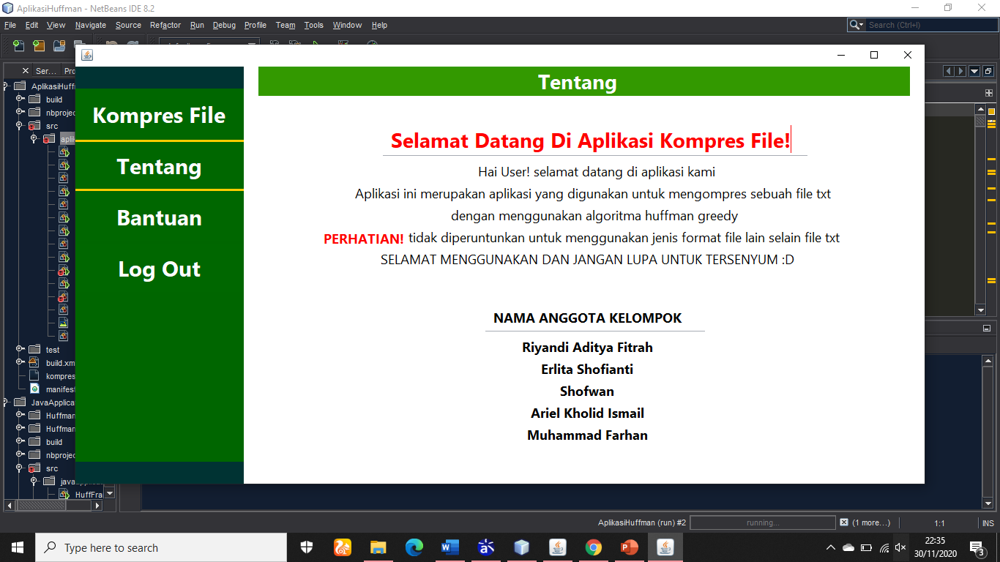 AplikasiHuffman - NetBeans IDE 8.2
File Edit View Navigate Source Refactor Run Debug Profile Team Tools Window Help
Search (Ctrl+I)
Ser...
AplikasiHuff
build
nbprojec
src
aplik
test
build.xm
kompres
manifest
JavaApplica
Huffman
Huffman
build
nbprojec
src
javaapplica
HuffFra
Kompres File
Tentang
Bantuan
Log Out
Tentang
Selamat Datang Di Aplikasi Kompres File!
Hai User! selamat datang di aplikasi kami
Aplikasi ini merupakan aplikasi yang digunakan untuk mengompres sebuah file txt
dengan menggunakan algoritma huffman greedy
PERHATIAN! tidak diperuntunkan untuk menggunakan jenis format file lain selain file txt
SELAMAT MENGGUNAKAN DAN JANGAN LUPA UNTUK TERSENYUM :D
NAMA ANGGOTA KELOMPOK
Riyandi Aditya Fitrah
Erlita Shofianti
Shofwan
Ariel Kholid Ismail
Muhammad Farhan
AplikasiHuffman (run) #2 running... (1 more...) 1:1 INS
Type here to search
22:35
30/11/2020
3